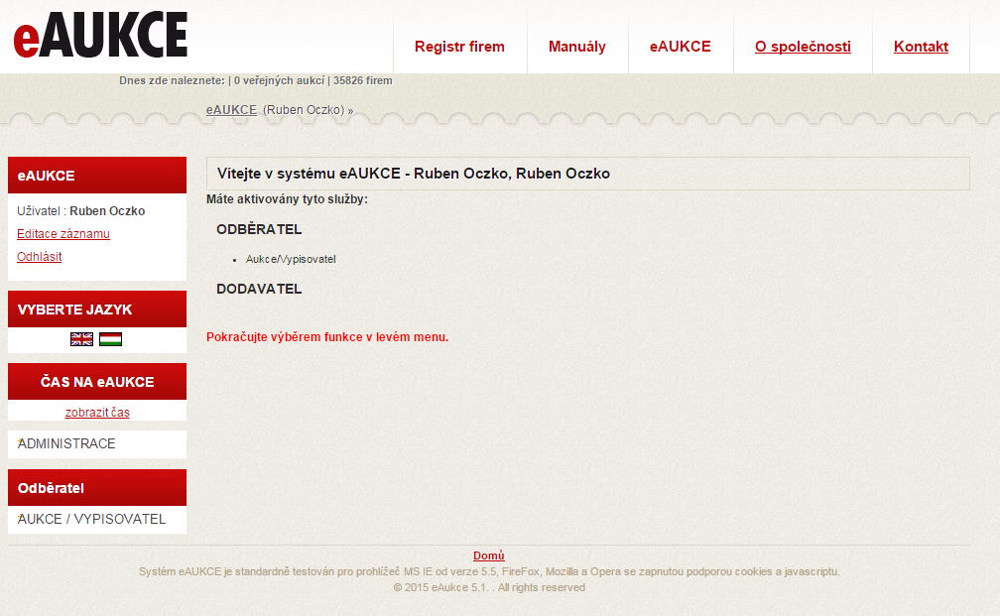 eAUKCE
Registr firem Manuály eAUKCE O společnosti Kontakt
Dnes zde naleznete: | 0 veřejných aukcí | 35826 firem
eAUKCE (Ruben Oczko) »
eAUKCE
Uživatel : Ruben Oczko
Editace záznamu
Odhlásit
VYBERTE JAZYK
ČAS NA eAUKCE
zobrazit čas
ADMINISTRACE
Odběratel
AUKCE / VYPISOVATEL
Vítejte v systému eAUKCE - Ruben Oczko, Ruben Oczko
Máte aktivovány tyto služby:
ODBĚRATEL
• Aukce/Vypisovatel
DODAVATEL
Pokračujte výběrem funkce v levém menu.
Domů
Systém eAUKCE je standardně testován pro prohlížeč MS IE od verze 5.5, FireFox, Mozilla a Opera se zapnutou podporou cookies a javascriptu.
© 2015 eAukce 5.1. . All rights reserved